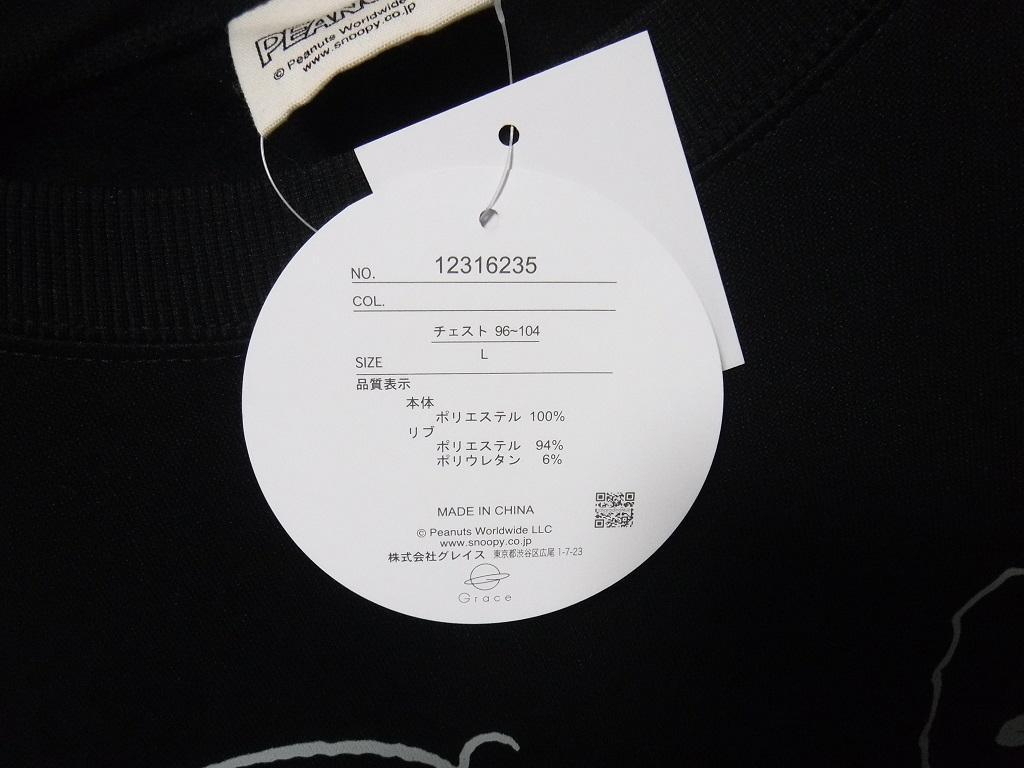 PEANU
© Peanuts Worldwide
www.snoopy.co.jp
NO. 12316235
COL.
チェスト 96~104
L
SIZE
品質表示
本体
ポリエステル 100%
リブ
ポリエステル 94%
ポリウレタン 6%
MADE IN CHINA
© Peanuts Worldwide LLC
www.snoopy.co.jp
株式会社グレイス 東京都渋谷区広尾 1-7-23
Grace